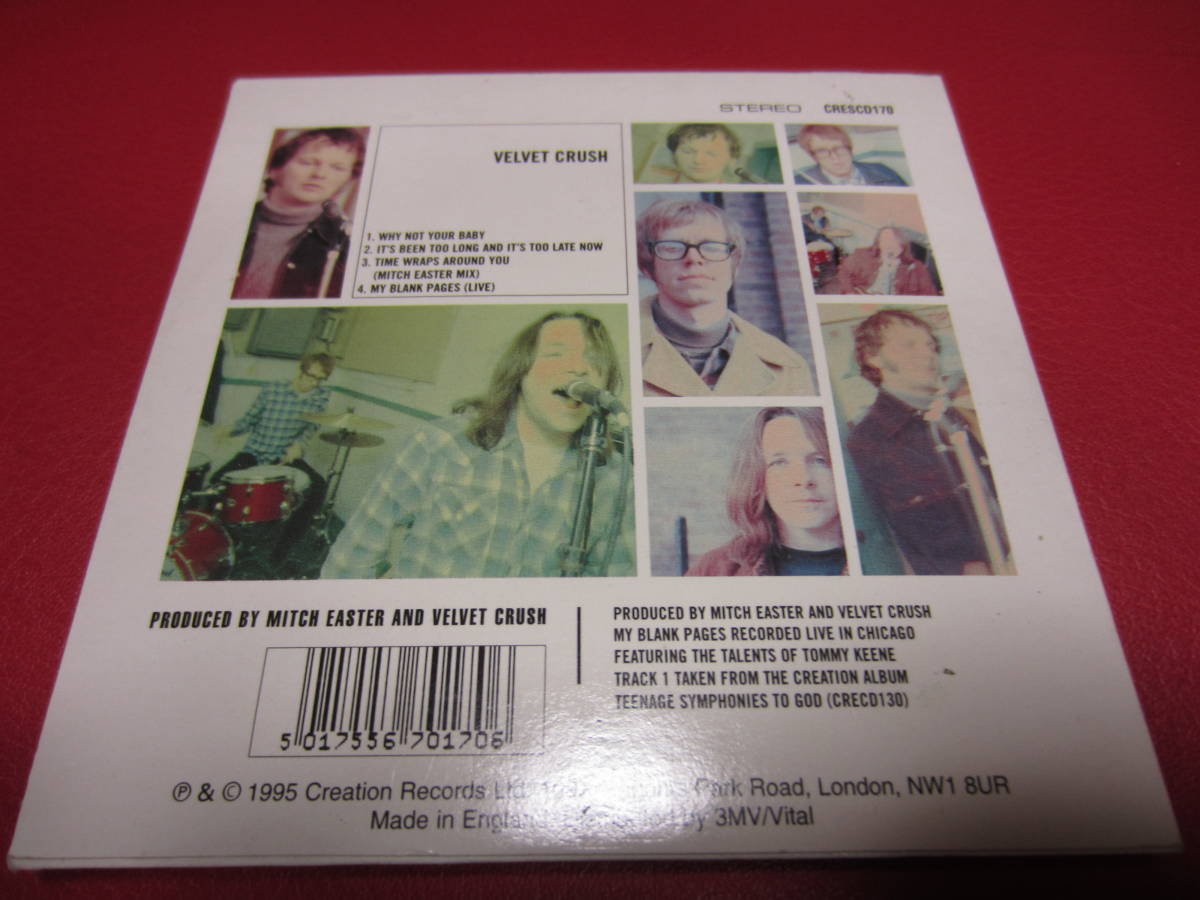 STEREO CRESCD170
VELVET CRUSH
1. WHY NOT YOUR BABY
2. IT'S BEEN TOO LONG AND IT'S TOO LATE NOW
3. TIME WRAPS AROUND YOU
(MITCH EASTER MIX)
4. MY BLANK PAGES (LIVE)
PRODUCED BY MITCH EASTER AND VELVET CRUSH
PRODUCED BY MITCH EASTER AND VELVET CRUSH
MY BLANK PAGES RECORDED LIVE IN CHICAGO
FEATURING THE TALENTS OF TOMMY KEENE
TRACK 1 TAKEN FROM THE CREATION ALBUM
TEENAGE SYMPHONIES TO GOD (CRECD130)
5 017556 701706
℗ & © 1995 Creation Records Ltd. Park Road, London, NW1 8UR
Made in England. by 3MV/Vital